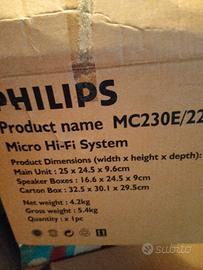 PHILIPS
Product name MC230E/22
Micro Hi-Fi System
Product Dimensions (width x height x depth):
Main Unit : 25 x 24.5 x 9.6cm
Speaker Boxes : 16.6 x 24.5 x 9cm
Carton Box : 32.5 x 30.1 x 29.5cm
Net weight : 4.2kg
Gross weight : 5.4kg
Quantity : x 1pc
subito